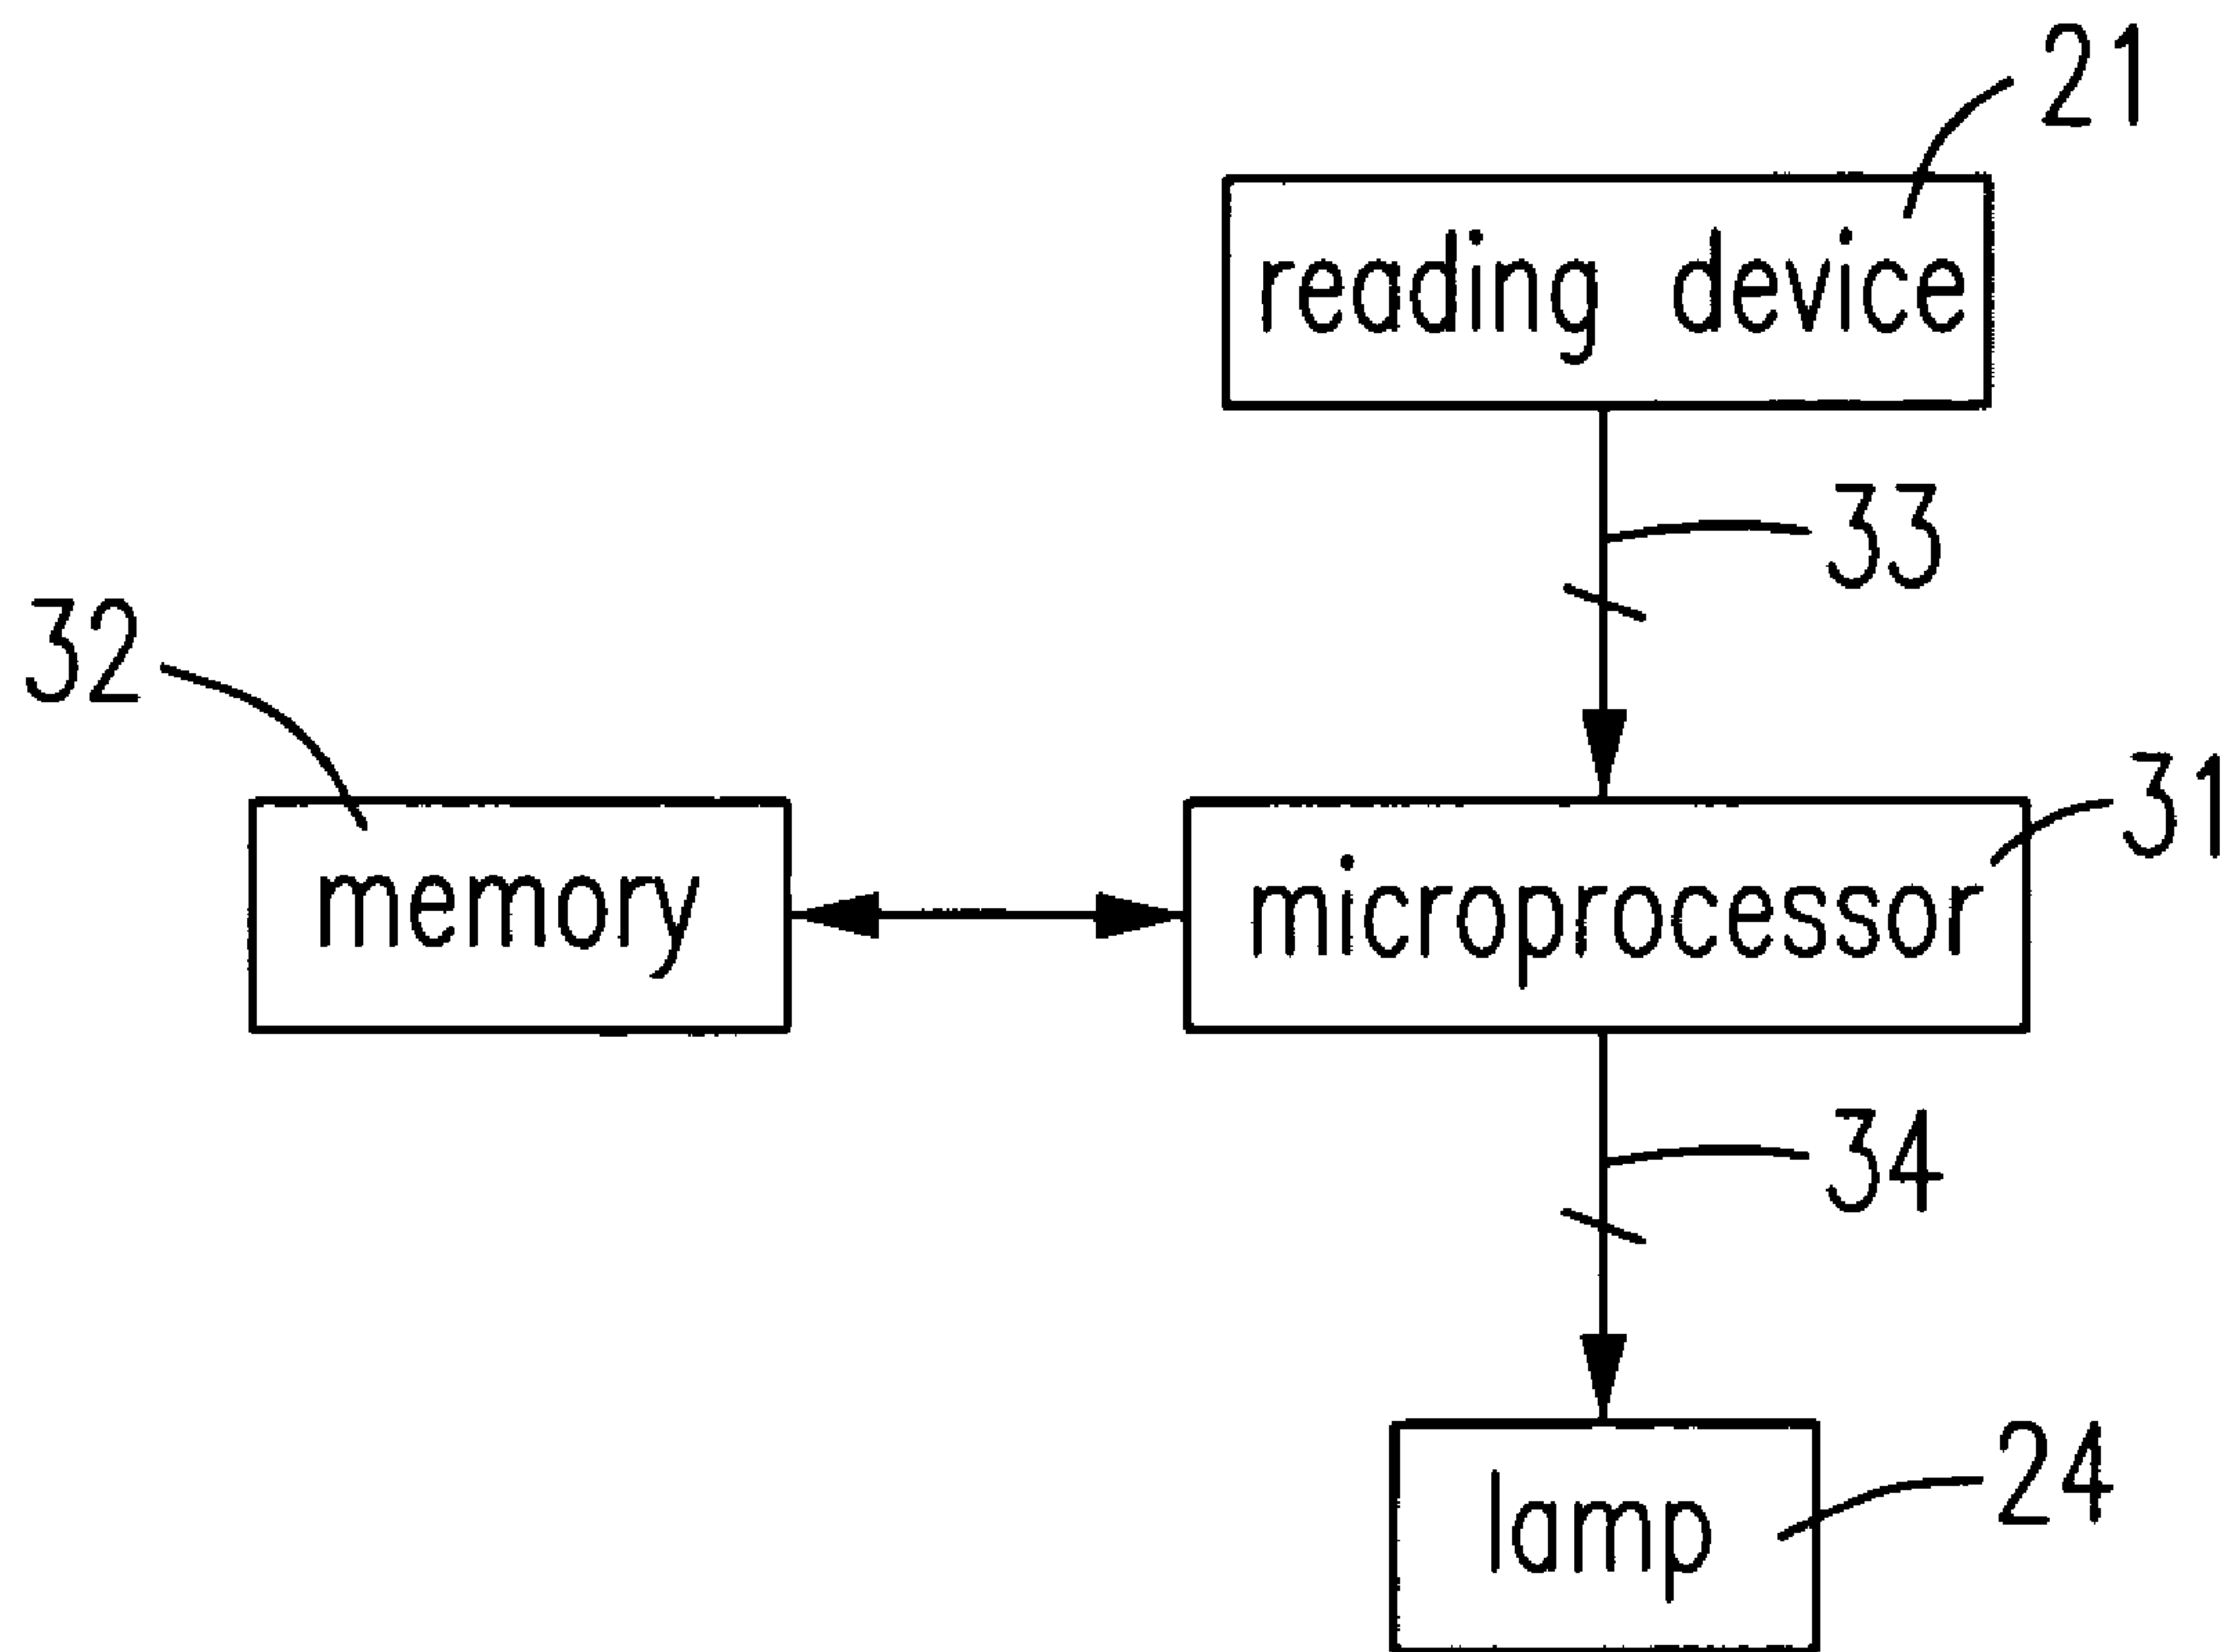 21
reading device
33
32
31
memory
microprocessor
34
24
lamp